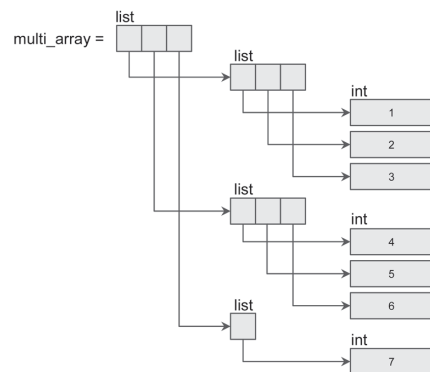 list
multi_array =
list
int
1
2
3
list
int
4
5
6
list
int
7